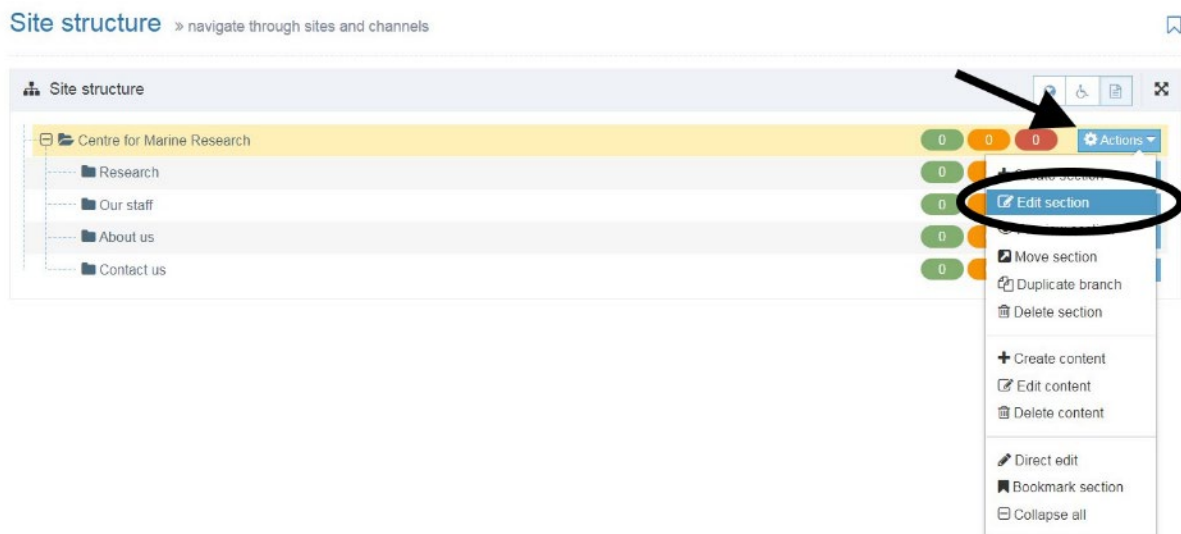 Site structure » navigate through sites and channels
Site structure
Centre for Marine Research 0 0 0 Actions
Research 0
Our staff 0
About us 0
Contact us 0
Create section
Edit section
Move section
Duplicate branch
Delete section
Create content
Edit content
Delete content
Direct edit
Bookmark section
Collapse all